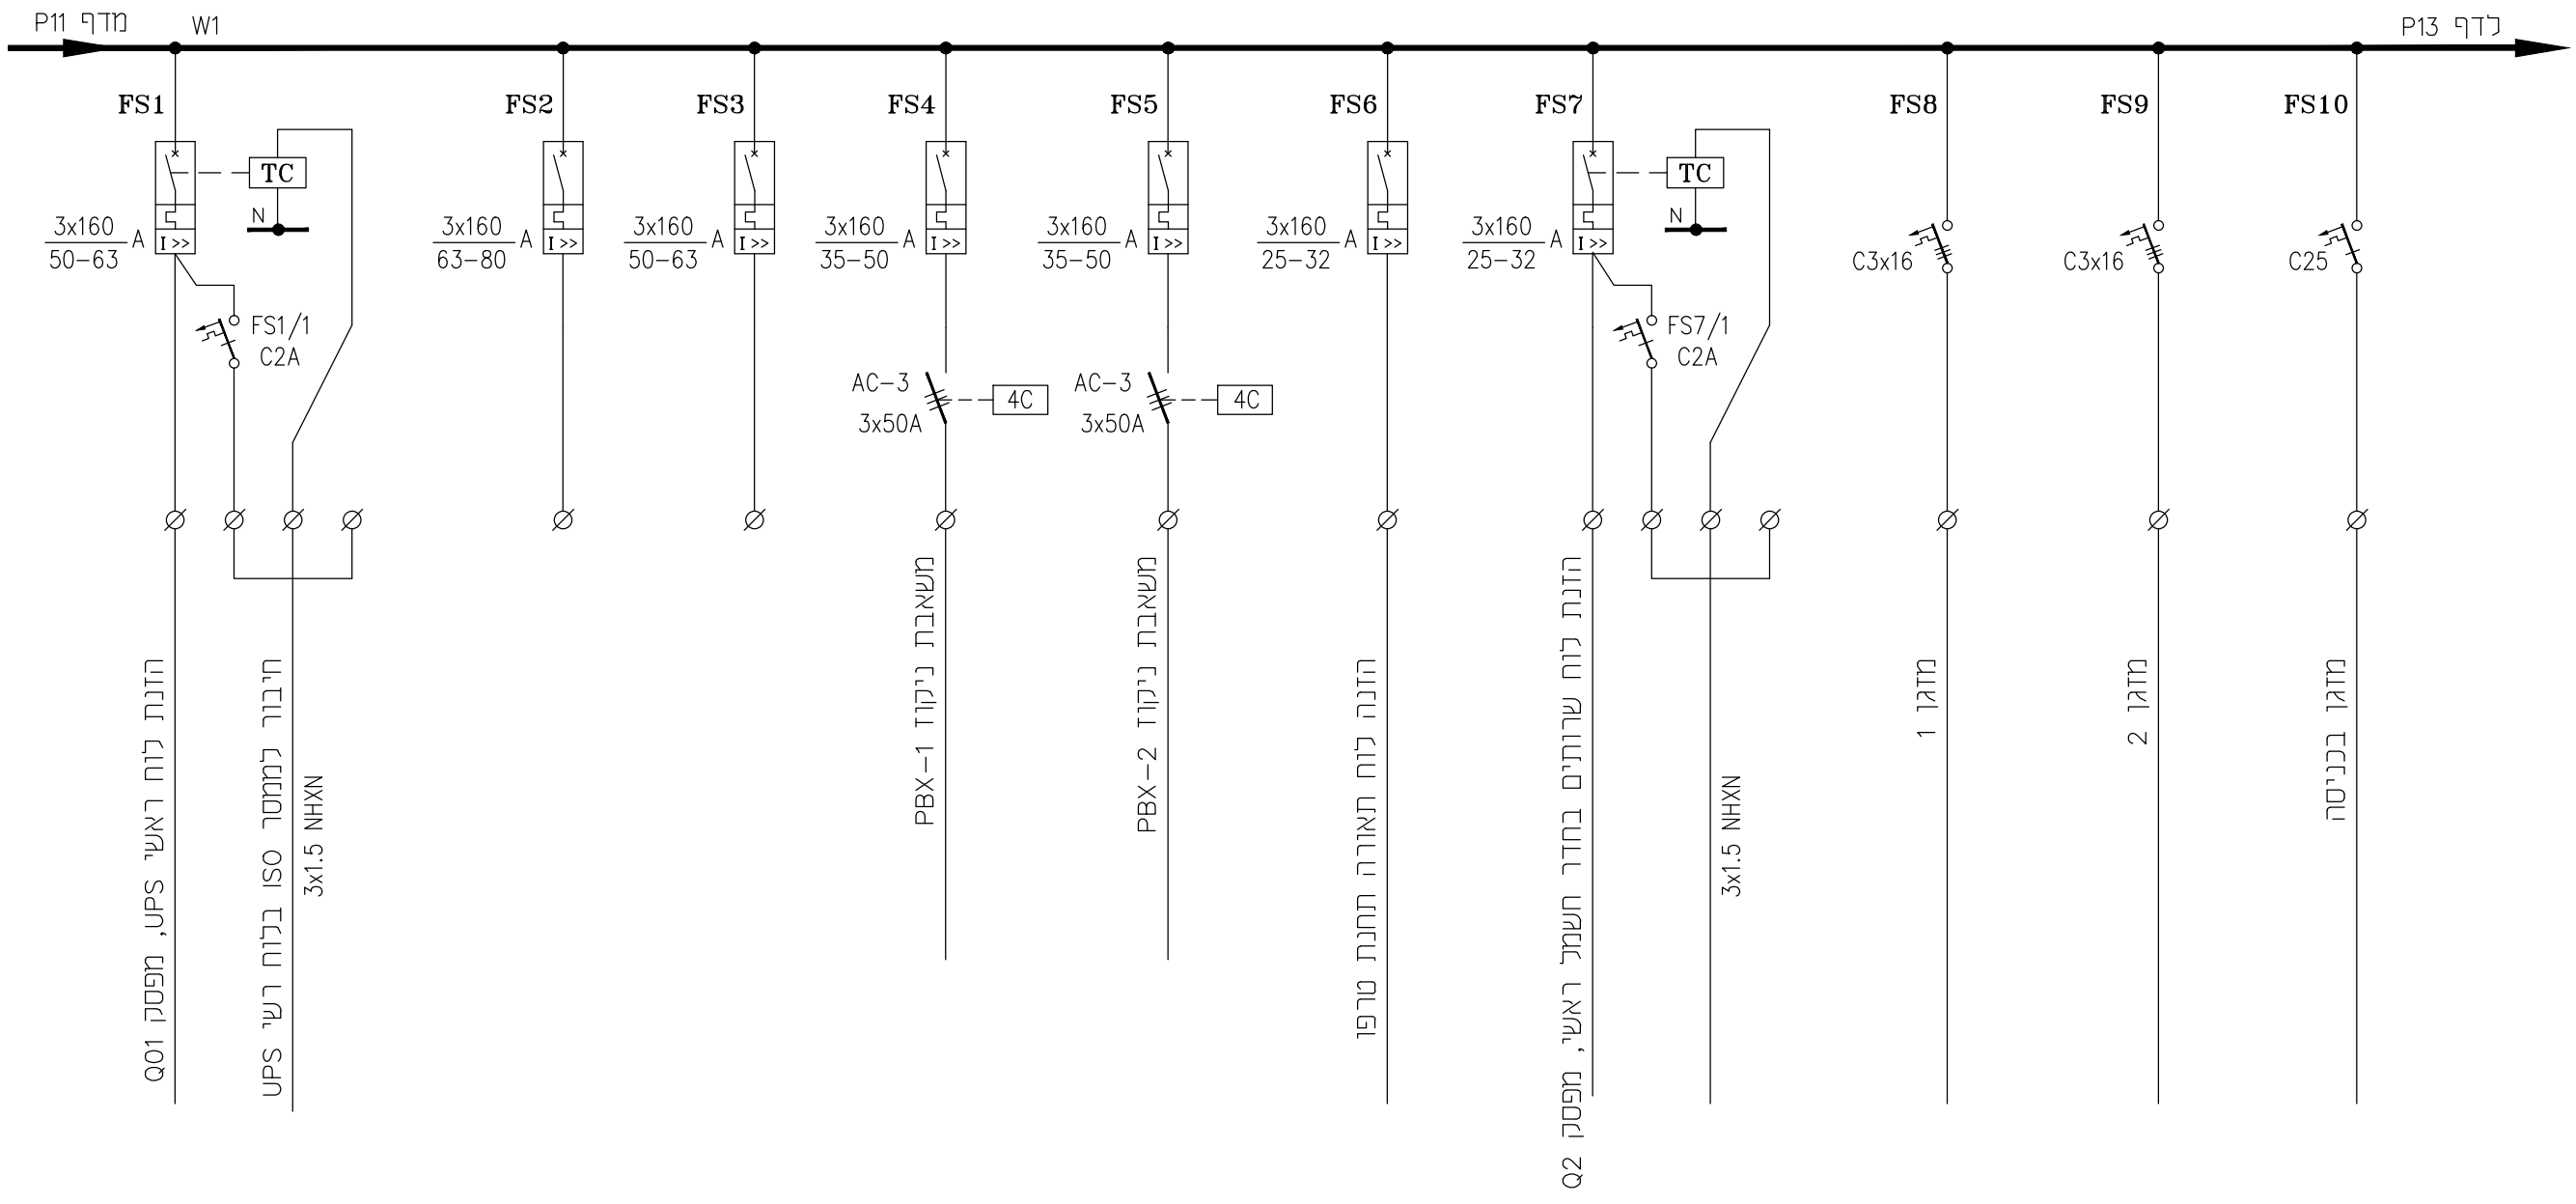 מדף P11
W1
לדף P13
FS1
FS2
FS3
FS4
FS5
FS6
FS7
FS8
FS9
FS10
TC
N
TC
N
3x160
50-63
A
I >>
3x160
63-80
A
I >>
3x160
50-63
A
I >>
3x160
35-50
A
I >>
3x160
35-50
A
I >>
3x160
25-32
A
I >>
3x160
25-32
A
I >>
C3x16
C3x16
C25
FS1/1
C2A
FS7/1
C2A
AC-3
3x50A
4C
AC-3
3x50A
4C
הזנת לוח ראשי UPS, מפסק Q01
חיבור לממסר ISO בלוח רשי UPS
3x1.5 NHXN
משאבת ניקוז PBX-1
משאבת ניקוז PBX-2
הזנה לוח תאורה תחנת טרפו
הזנת לוח שרותים בחדר חשמל ראשי, מפסק Q2
3x1.5 NHXN
מזגן 1
מזגן 2
מזגן בכניסה